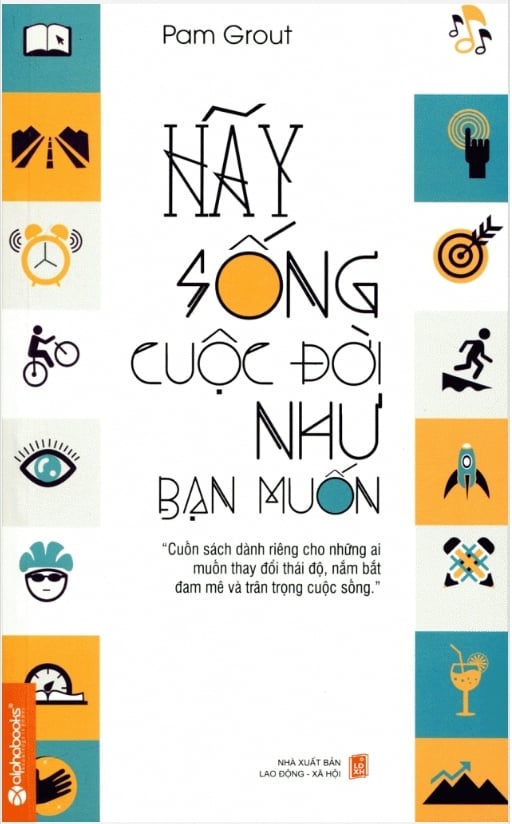 Pam Grout
HÃY
SỐNG
CUỘC ĐỜI
NHƯ
BẠN MUỐN
“Cuốn sách dành riêng cho những ai
muốn thay đổi thái độ, nắm bắt
đam mê và trân trọng cuộc sống.”
NHÀ XUẤT BẢN
LAO ĐỘNG - XÃ HỘI
LĐ
XH
alphabooks